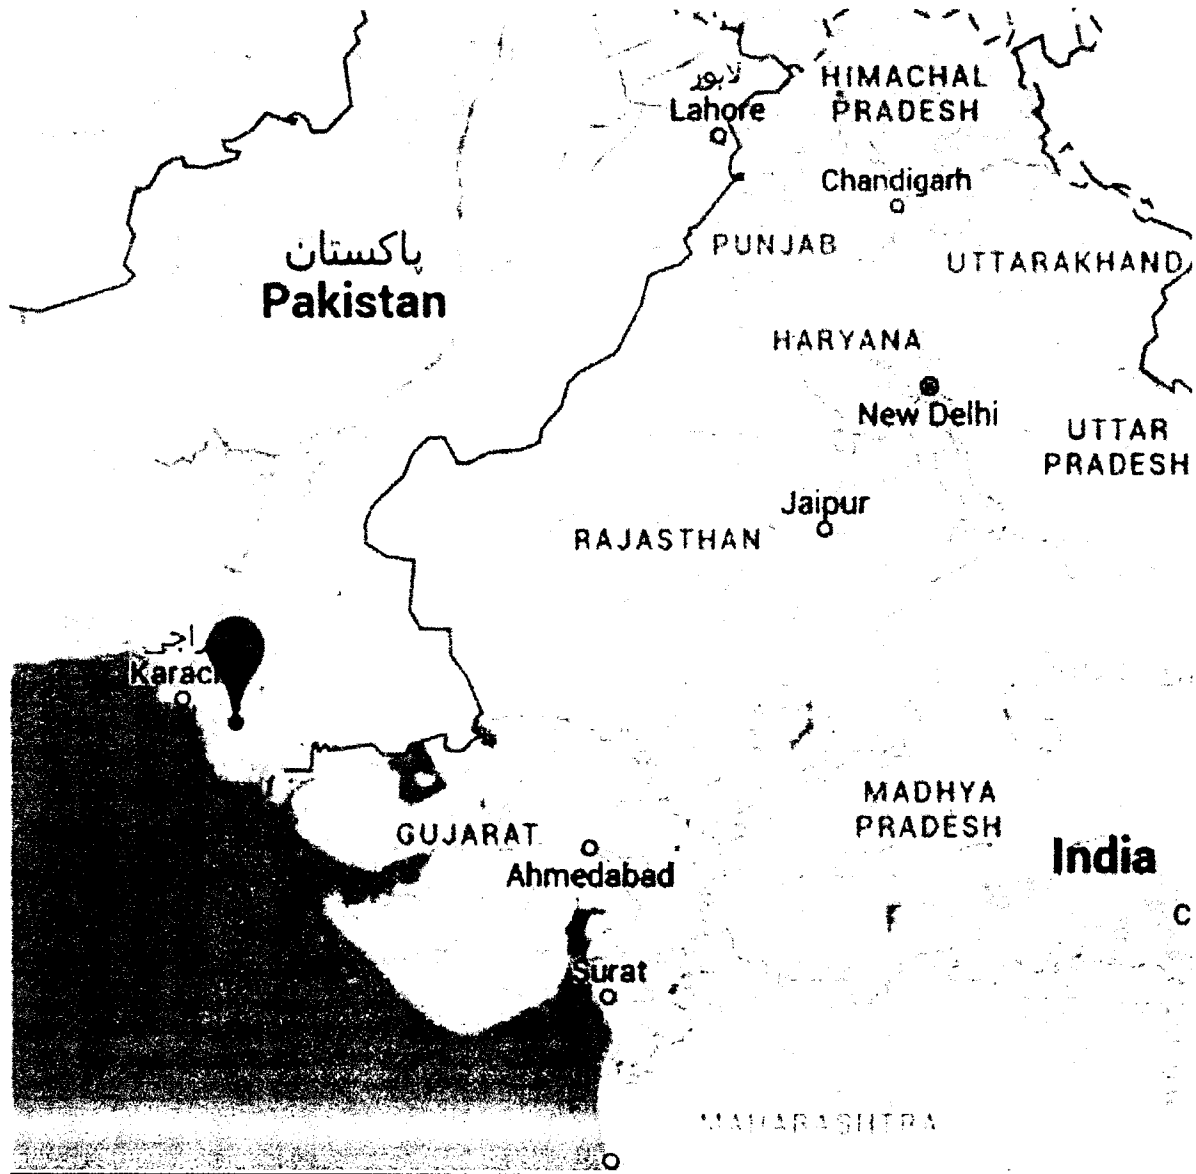 لاہور
Lahore
HIMACHAL
PRADESH
Chandigarh
PUNJAB
UTTARAKHAND
پاکستان
Pakistan
HARYANA
New Delhi
UTTAR
PRADESH
Jaipur
RAJASTHAN
Karac
MADHYA
PRADESH
GUJARAT
India
Ahmedabad
C
Surat
MAHARASHTRA